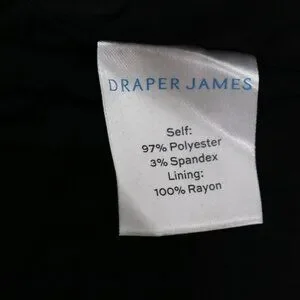 DRAPER JAMES
Self:
97% Polyester
3% Spandex
Lining:
100% Rayon